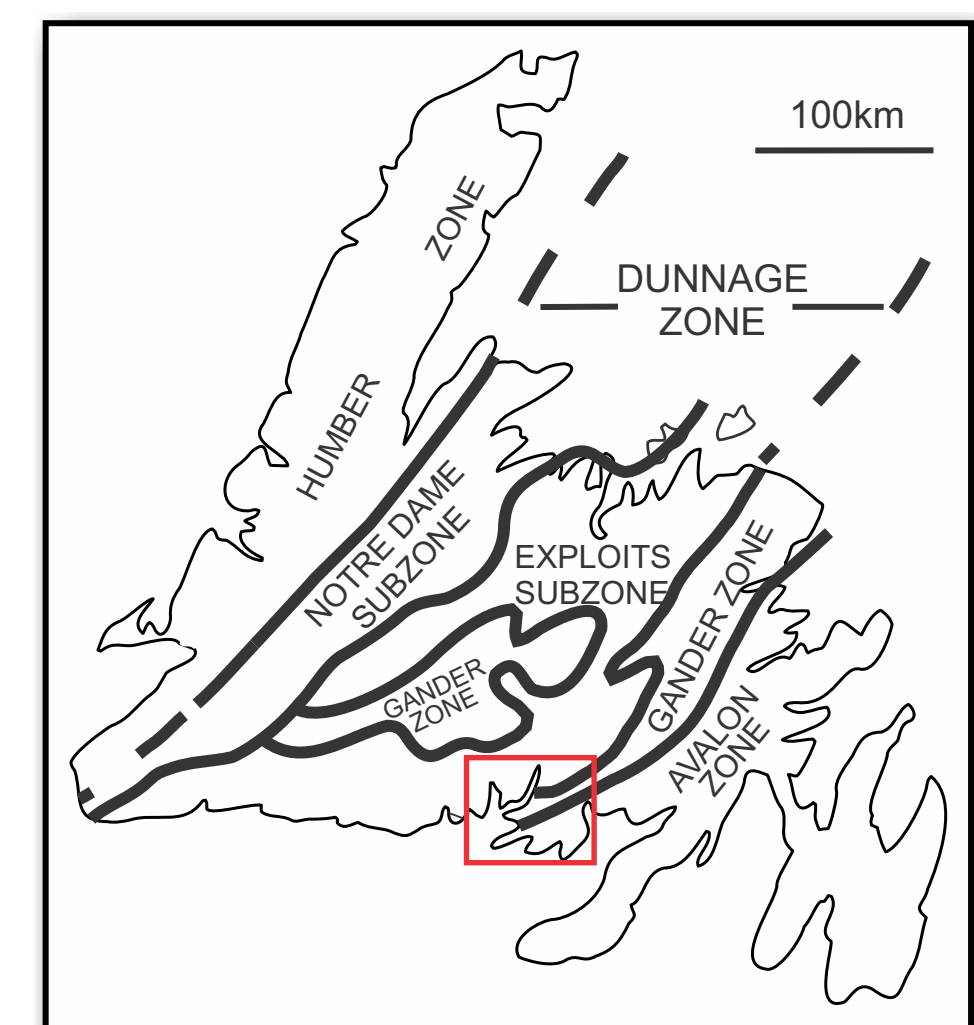 100km
ZONE
DUNNAGE
ZONE
HUMBER
NOTRE DAME
SUBZONE
EXPLOITS
SUBZONE
GANDER ZONE
GANDER
ZONE
AVALON
ZONE